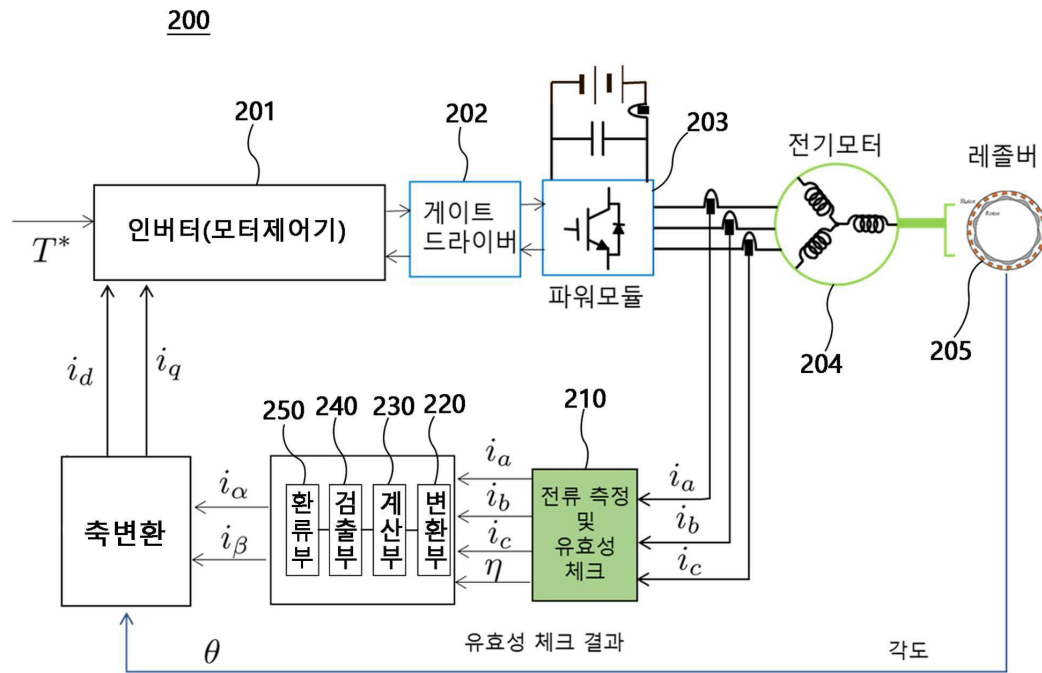 200
201
202
203
전기모터
레졸버
인버터(모터제어기)
게이트
드라이버
T*
파워모듈
Stator
Rotor
204
205
i_d
i_q
250
240
230
220
210
i_a
i_b
i_c
η
i_a
i_b
i_c
i_α
i_β
축변환
환류부
검출부
계산부
변환부
전류 측정
및
유효성
체크
유효성 체크 결과
각도
θ